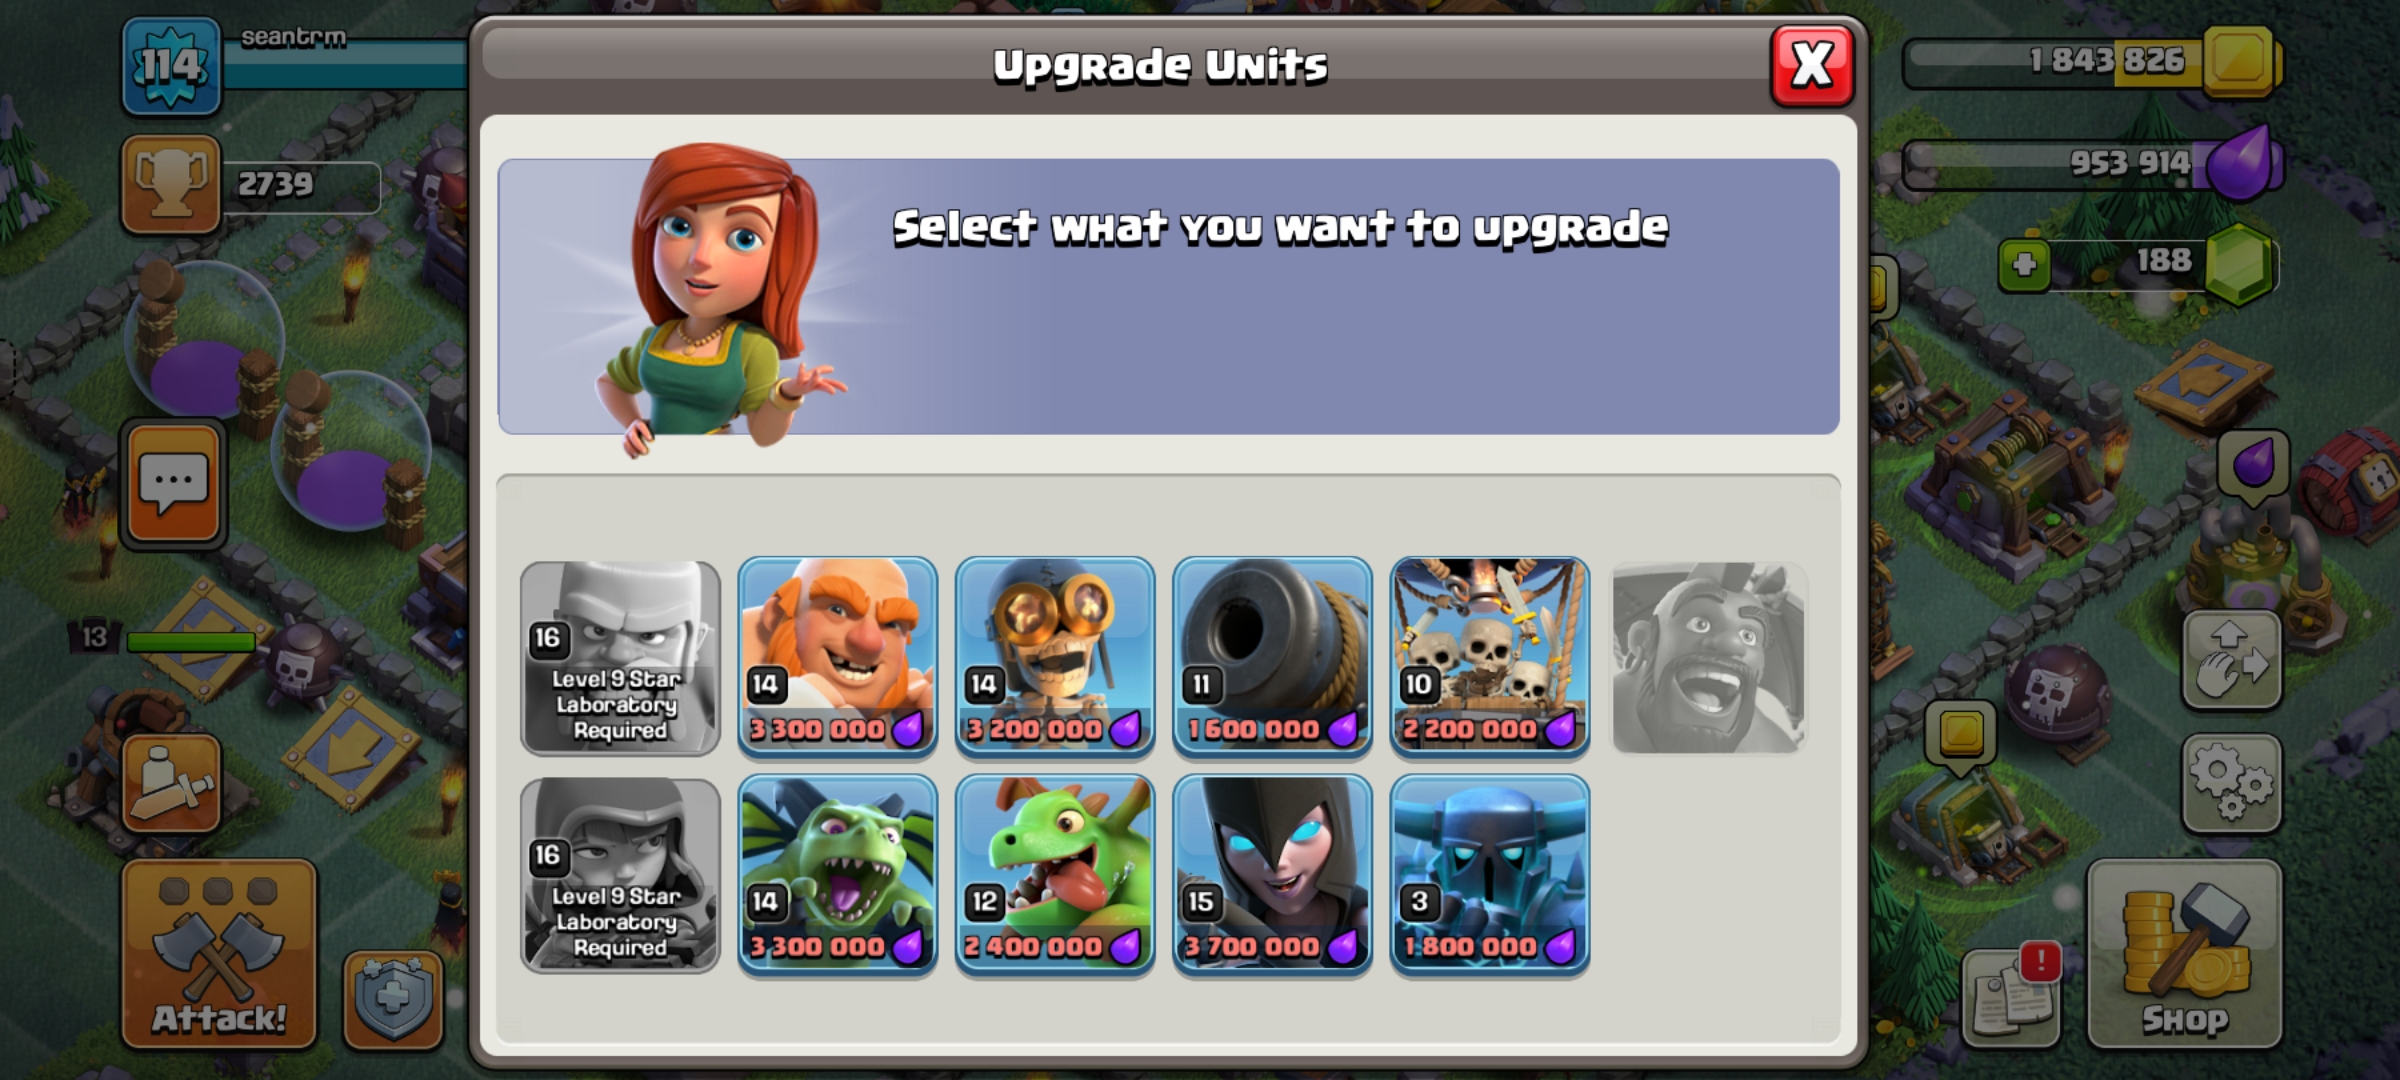 114
seantrm
2739
Upgrade Units
X
1 843 826
953 914
188
Select what you want to upgrade
13
16
Level 9 Star
Laboratory
Required
14
3 300 000
14
3 200 000
11
1 600 000
10
2 200 000
16
Level 9 Star
Laboratory
Required
14
3 300 000
12
2 400 000
15
3 700 000
3
1 800 000
Attack!
!
Shop